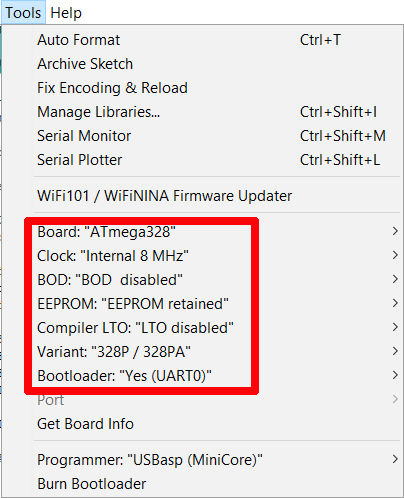 Tools Help
Auto Format Ctrl+T
Archive Sketch
Fix Encoding & Reload
Manage Libraries... Ctrl+Shift+I
Serial Monitor Ctrl+Shift+M
Serial Plotter Ctrl+Shift+L
WiFi101 / WiFiNINA Firmware Updater
Board: "ATmega328"
Clock: "Internal 8 MHz"
BOD: "BOD  disabled"
EEPROM: "EEPROM retained"
Compiler LTO: "LTO disabled"
Variant: "328P / 328PA"
Bootloader: "Yes (UART0)"
Port
Get Board Info
Programmer: "USBasp (MiniCore)"
Burn Bootloader